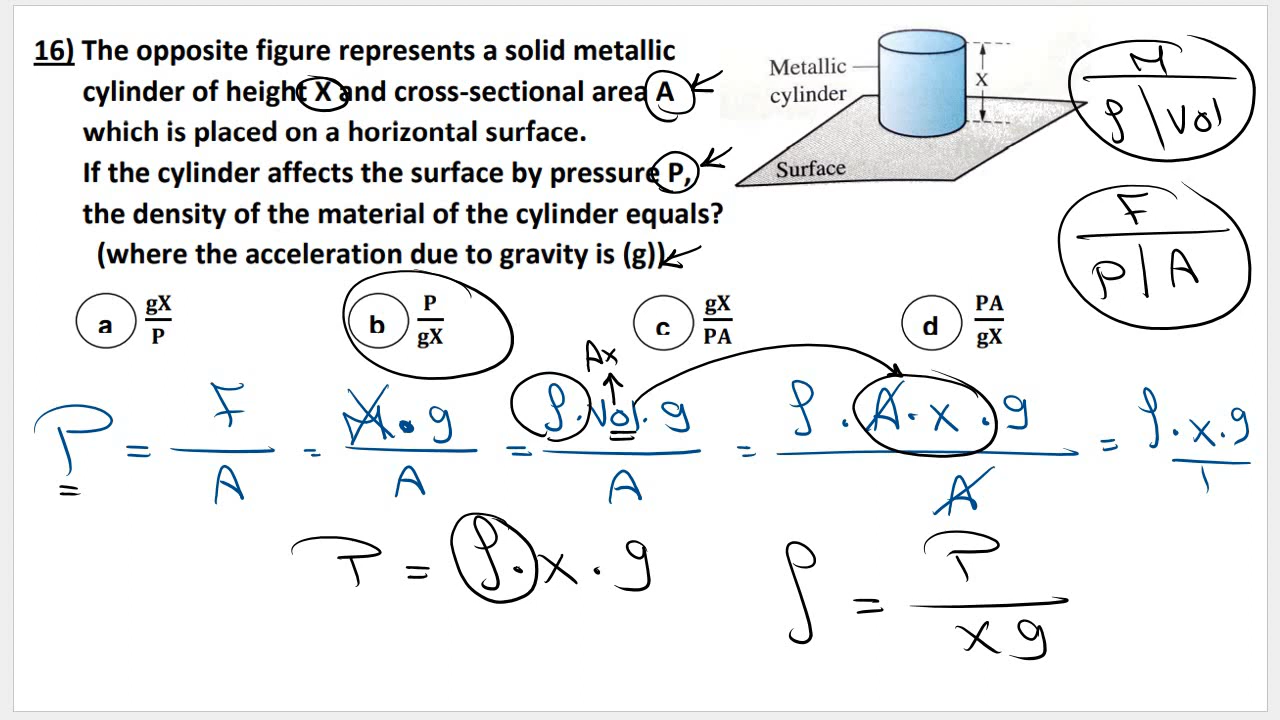 16) The opposite figure represents a solid metallic
cylinder of height X and cross-sectional area A
which is placed on a horizontal surface.
If the cylinder affects the surface by pressure P,
the density of the material of the cylinder equals?
(where the acceleration due to gravity is (g))
Metallic
cylinder
X
Surface
M
ρ | Vol
F
P | A
a gX/P
b P/gX
c gX/PA
d PA/gX
Ax
P = F/A = M·g/A = ρ·Vol·g/A = ρ·A·x·g/A = ρ·x·g/1
P = ρ·x·g
ρ = P/xg